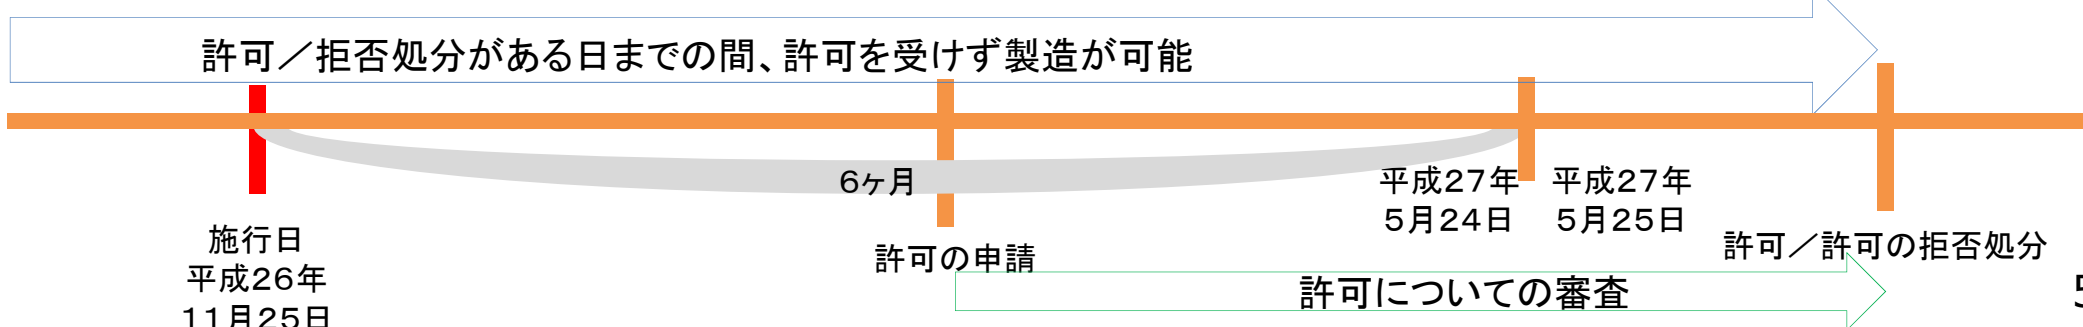 許可／拒否処分がある日までの間、許可を受けず製造が可能
6ヶ月
平成27年
5月24日
平成27年
5月25日
施行日
平成26年
11月25日
許可の申請
許可／許可の拒否処分
許可についての審査
5